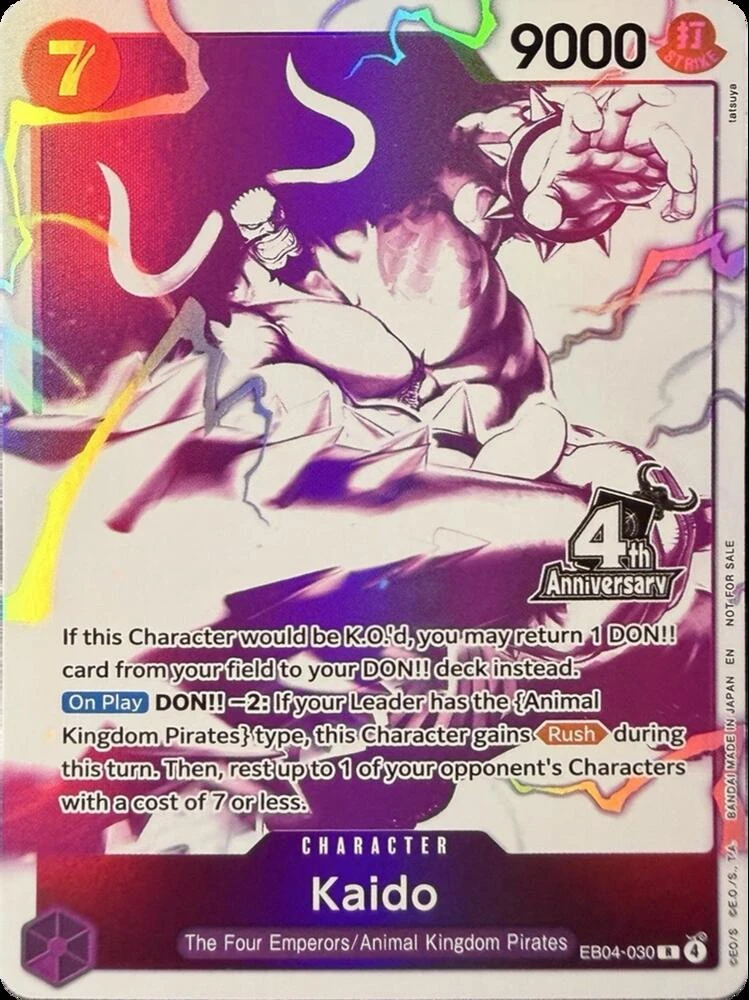 7
9000
打
STRIKE
tatsuya
4th
Anniversary
If this Character would be K.O.'d, you may return 1 DON!!
card from your field to your DON!! deck instead.
On Play DON!! −2: If your Leader has the {Animal
Kingdom Pirates} type, this Character gains Rush during
this turn. Then, rest up to 1 of your opponent's Characters
with a cost of 7 or less.
CHARACTER
Kaido
The Four Emperors/Animal Kingdom Pirates
EB04-030 R 4
©EO/S ©E.O./S., T.A. BANDAI MADE IN JAPAN EN NOT FOR SALE